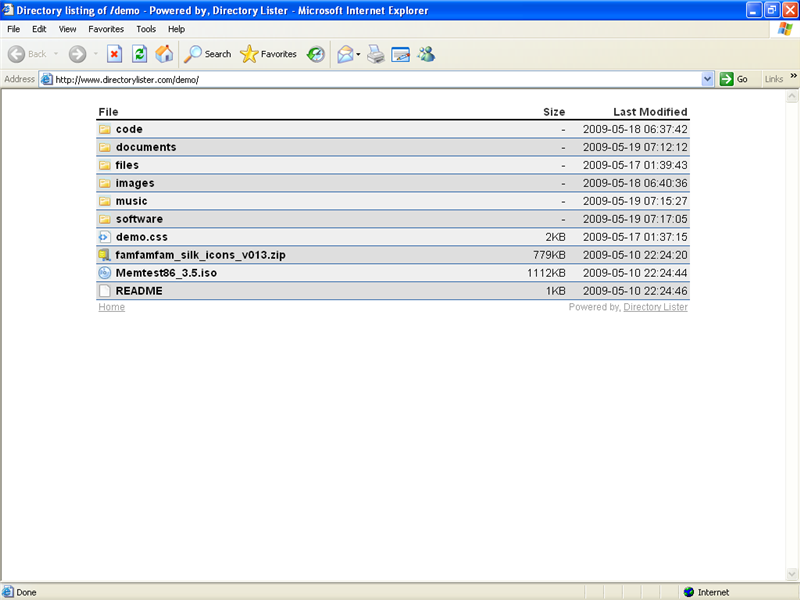 Directory listing of /demo - Powered by, Directory Lister - Microsoft Internet Explorer
File Edit View Favorites Tools Help
Back Search Favorites
Address http://www.directorylister.com/demo/ Go Links »
File Size Last Modified
code - 2009-05-18 06:37:42
documents - 2009-05-19 07:12:12
files - 2009-05-17 01:39:43
images - 2009-05-18 06:40:36
music - 2009-05-19 07:15:27
software - 2009-05-19 07:17:05
demo.css 2KB 2009-05-17 01:37:15
famfamfam_silk_icons_v013.zip 779KB 2009-05-10 22:24:20
Memtest86_3.5.iso 1112KB 2009-05-10 22:24:44
README 1KB 2009-05-10 22:24:46
Home Powered by, Directory Lister
Done Internet